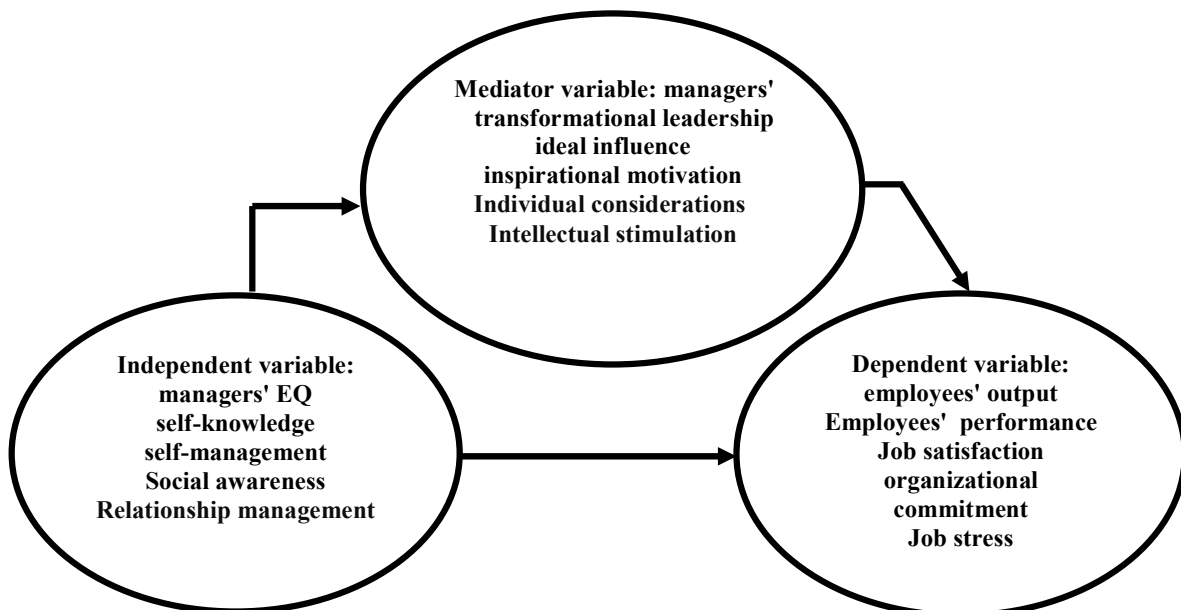 Mediator variable: managers'
transformational leadership
ideal influence
inspirational motivation
Individual considerations
Intellectual stimulation
Independent variable:
managers' EQ
self-knowledge
self-management
Social awareness
Relationship management
Dependent variable:
employees' output
Employees' performance
Job satisfaction
organizational
commitment
Job stress